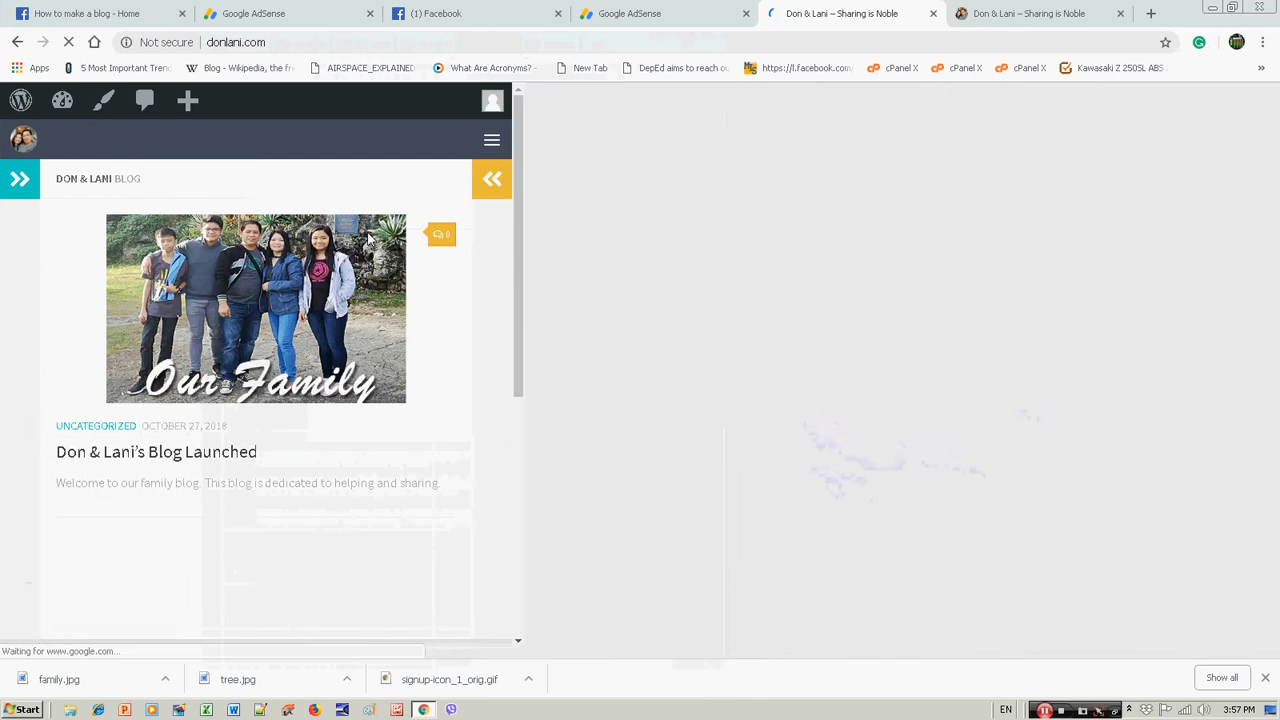 How to make a blog - Home
Google AdSense
(1) Facebook
Google AdSense
Don & Lani – Sharing is Noble
Don & Lani – Sharing is Noble
Not secure
donlani.com
Apps
5 Most Important Tren
Blog - Wikipedia, the fr
AIRSPACE_EXPLAINED
What Are Acronyms? -
New Tab
DepEd aims to reach ou
https://l.facebook.com/
cPanel X
cPanel X
cPanel X
Kawasaki Z 250SL ABS
DON & LANI BLOG
0
Our Family
UNCATEGORIZED OCTOBER 27, 2018
Don & Lani’s Blog Launched
Welcome to our family blog. This blog is dedicated to helping and sharing.
Waiting for www.google.com...
family.jpg
tree.jpg
signup-icon_1_orig.gif
Show all
Start
EN
3:57 PM